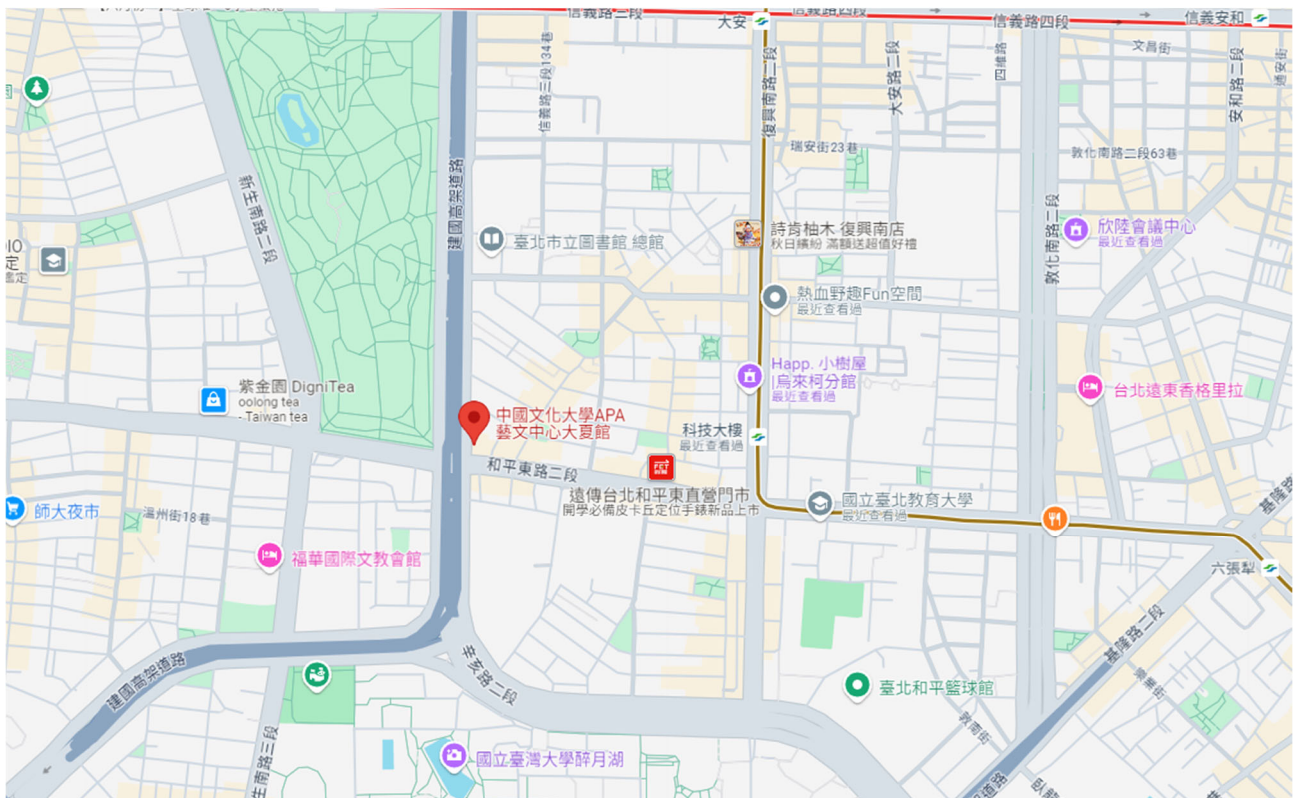 信義路三段
大安
信義路四段
信義路四段
信義安和
文昌街
四維路
通安街
信義路三段134巷
復興南路二段
大安路二段
安和路二段
瑞安街23巷
敦化南路二段63巷
建國高架道路
新生南路二段
臺北市立圖書館 總館
詩肯柚木 復興南店
秋日繽紛 滿額送超值好禮
敦化南路二段
欣陸會議中心
最近查看過
熱血野趣Fun空間
最近查看過
Happ. 小樹屋
|烏來柯分館
最近查看過
紫金園 DigniTea
oolong tea
- Taiwan tea
台北遠東香格里拉
中國文化大學APA
藝文中心大夏館
科技大樓
最近查看過
和平東路二段
FET
遠傳台北和平東直營門市
開學必備皮卡丘定位手錶新品上市
國立臺北教育大學
最近查看過
基隆路
師大夜市
溫州街18巷
福華國際文教會館
六張犁
基隆路二段
樂業街
辛亥路二段
建國高架道路
臺北和平籃球館
敦南街
國立臺灣大學醉月湖
生南路三段
臥龍